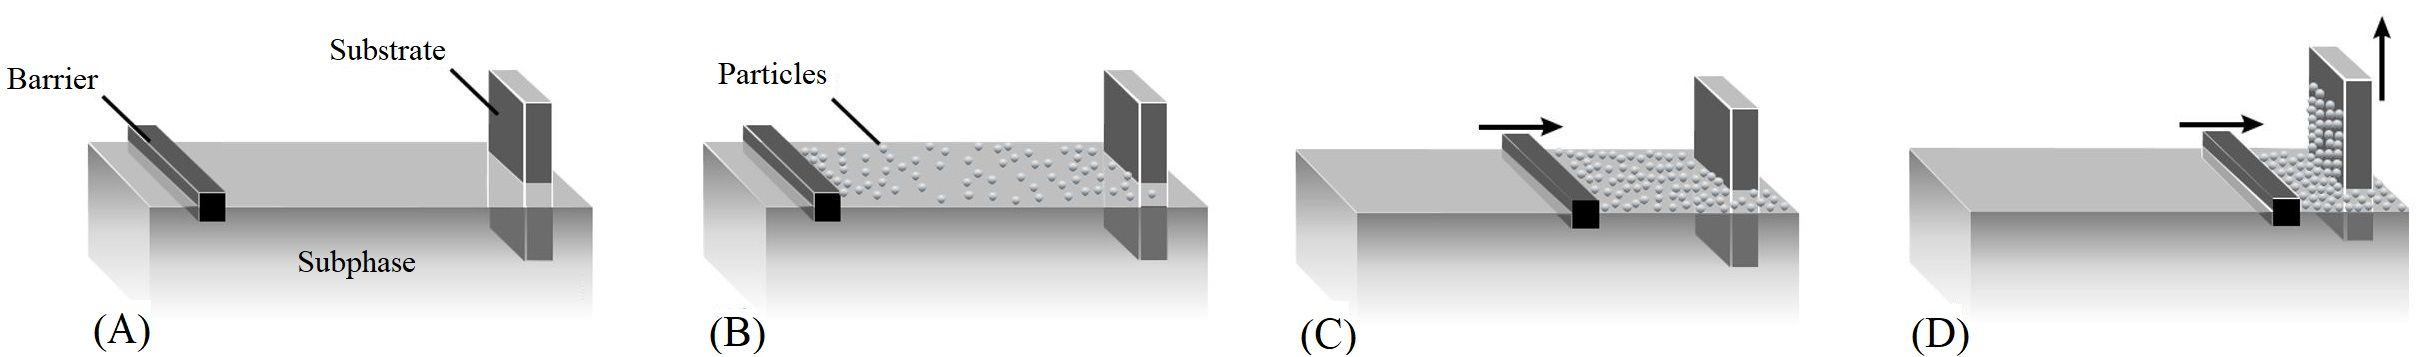 Substrate
Barrier
Particles
Subphase
(A)
(B)
(C)
(D)